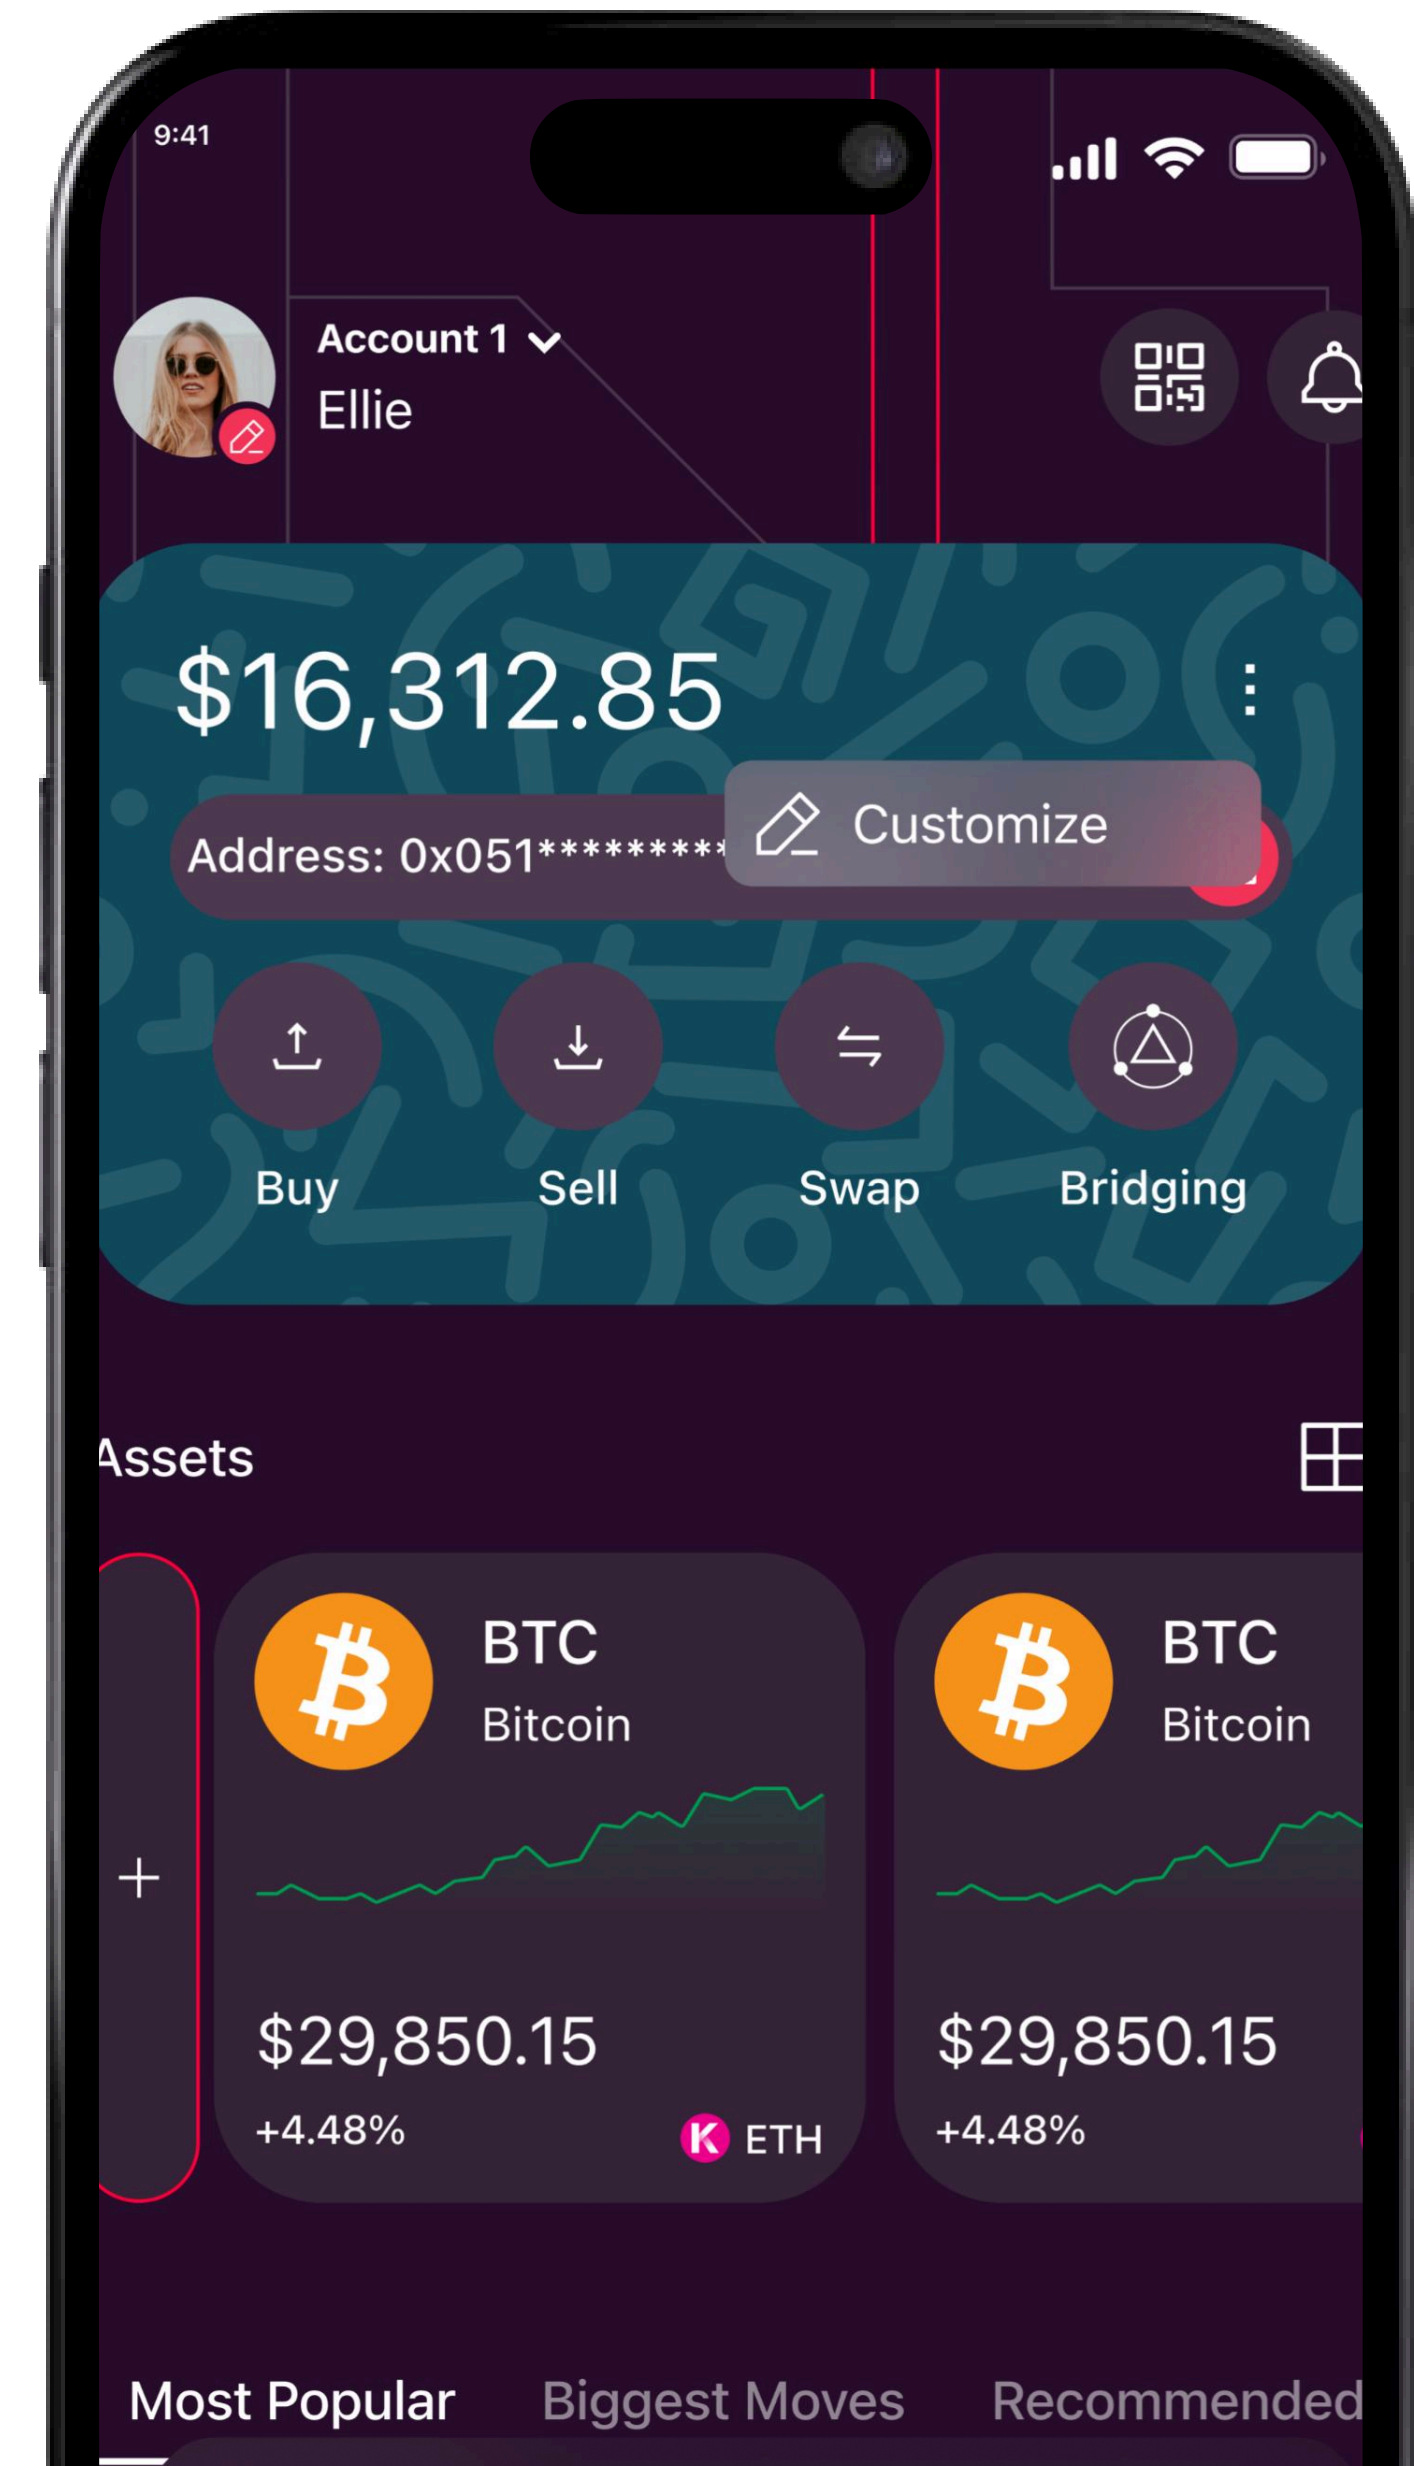 9:41
Account 1
Ellie
$16,312.85
Customize
Address: 0x051*********
Buy Sell Swap Bridging
Assets
BTC BTC
Bitcoin Bitcoin
$29,850.15 $29,850.15
+4.48% K ETH +4.48%
Most Popular Biggest Moves Recommended